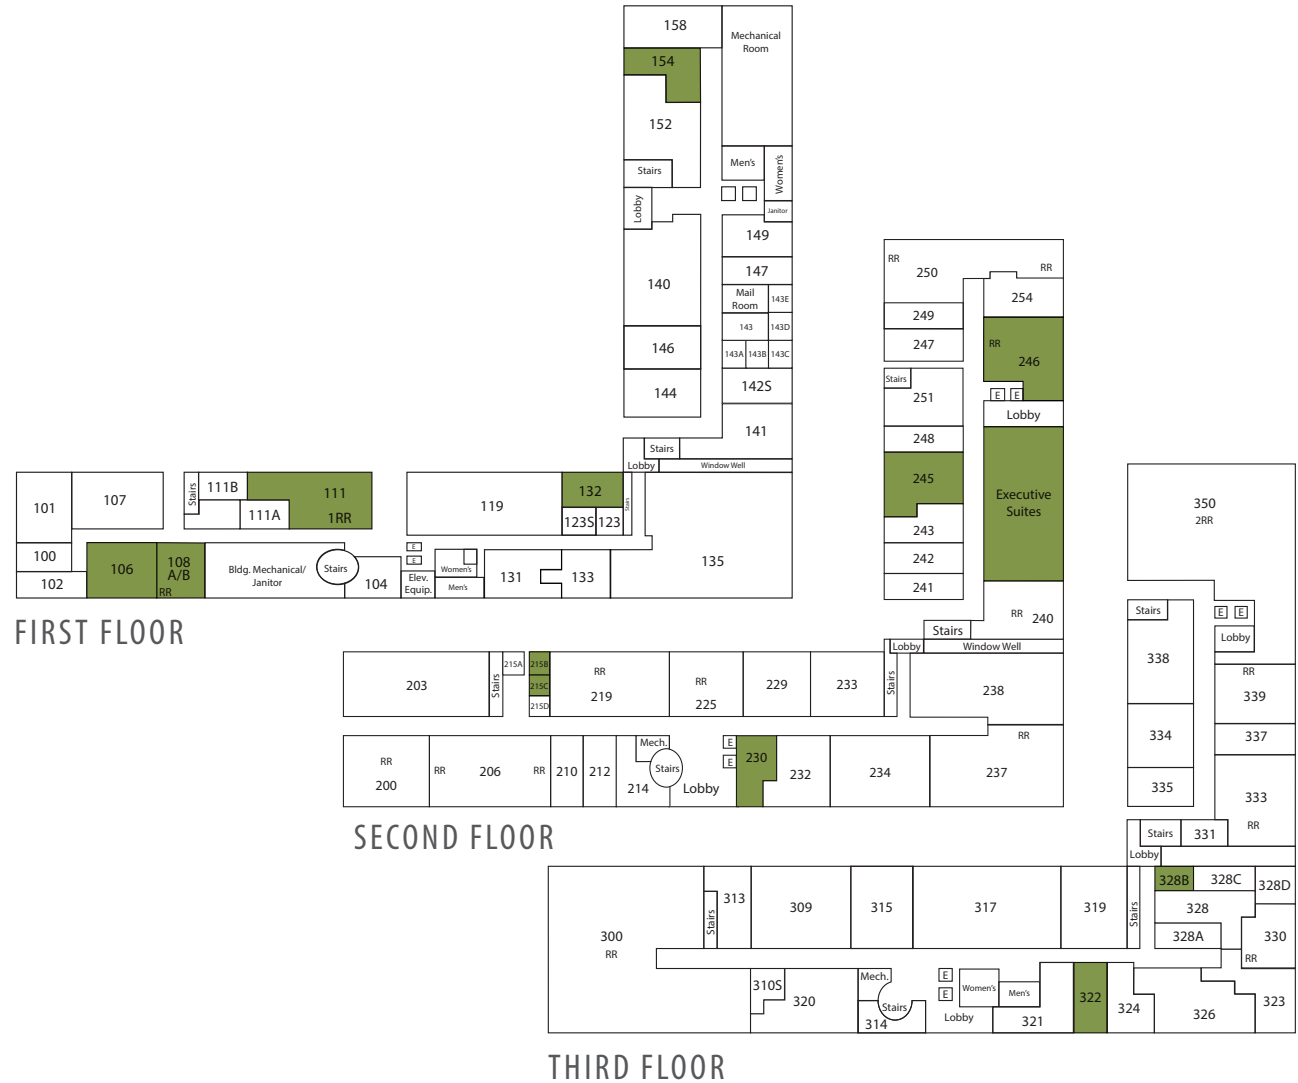 158
Mechanical
Room
154
152
Men's
Women's
Stairs
Lobby
Janitor
149
140
147
Mail
Room
143E
143
143D
146
143A
143B
143C
144
142S
141
Stairs
Lobby
Window Well
101
107
Stairs
111B
111
111A
1RR
119
132
Stairs
123S
123
135
100
102
106
108
A/B
RR
Bldg. Mechanical/
Janitor
Stairs
104
E
E
Elev.
Equip.
Women's
Men's
131
133
FIRST FLOOR
RR
250
RR
254
249
247
RR
246
Stairs
251
E
E
Lobby
248
245
Executive
Suites
243
242
241
RR
240
Stairs
Lobby
Window Well
203
Stairs
215A
215B
215C
215D
RR
219
RR
225
229
233
Stairs
238
RR
200
RR
206
RR
210
212
Mech.
Stairs
214
Lobby
E
E
230
232
234
RR
237
SECOND FLOOR
350
2RR
Stairs
E
E
Lobby
338
RR
339
334
337
335
333
RR
Stairs
331
Lobby
300
RR
Stairs
313
309
315
317
319
Stairs
328B
328C
328D
328
328A
330
RR
310S
320
Mech.
Stairs
314
E
E
Women's
Men's
Lobby
321
322
324
326
323
THIRD FLOOR